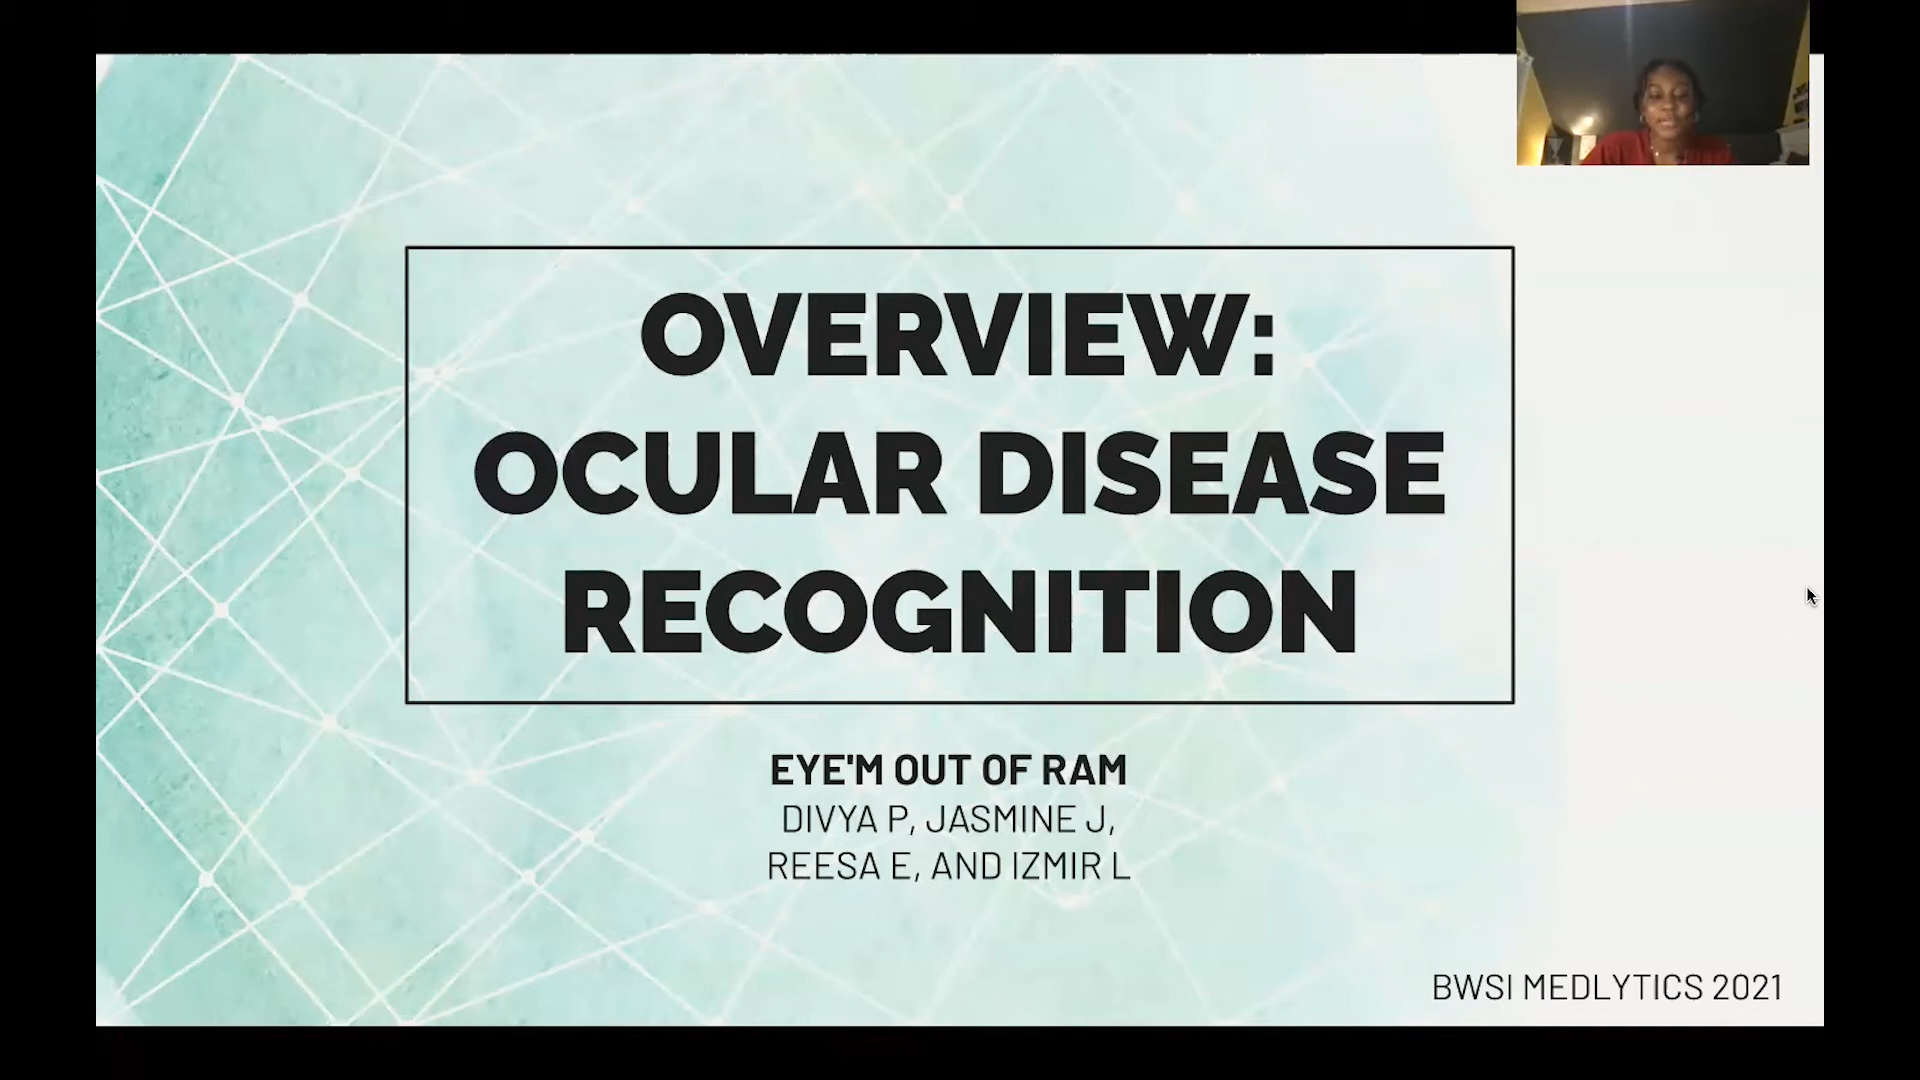 OVERVIEW:
OCULAR DISEASE
RECOGNITION
EYE'M OUT OF RAM
DIVYA P, JASMINE J,
REESA E, AND IZMIR L
BWSI MEDLYTICS 2021